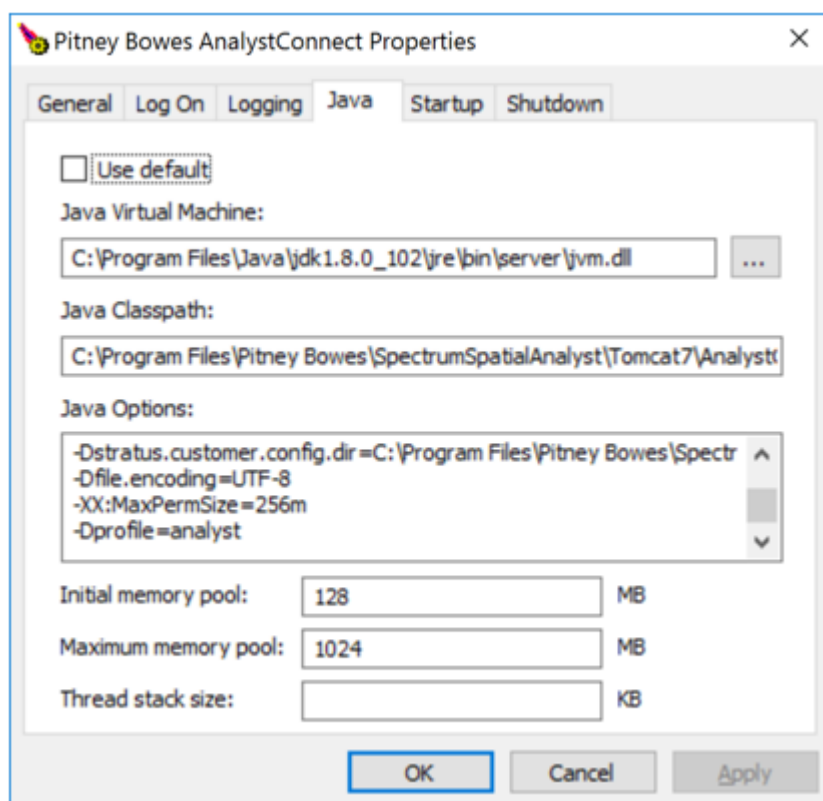 Pitney Bowes AnalystConnect Properties
General Log On Logging Java Startup Shutdown
Use default
Java Virtual Machine:
C:\Program Files\Java\jdk1.8.0_102\jre\bin\server\jvm.dll
...
Java Classpath:
C:\Program Files\Pitney Bowes\SpectrumSpatialAnalyst\Tomcat7\Analyst
Java Options:
-Dstratus.customer.config.dir=C:\Program Files\Pitney Bowes\Spectr
-Dfile.encoding=UTF-8
-XX:MaxPermSize=256m
-Dprofile=analyst
Initial memory pool: 128 MB
Maximum memory pool: 1024 MB
Thread stack size: KB
OK Cancel Apply